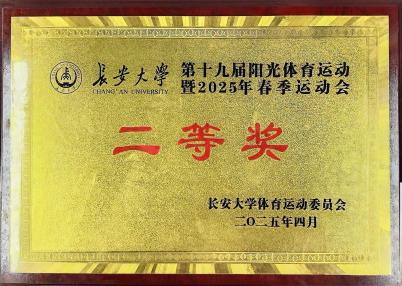 长安大学
CHANG'AN UNIVERSITY
第十九届阳光体育运动
暨2025年春季运动会
二等奖
长安大学体育运动委员会
二〇二五年四月